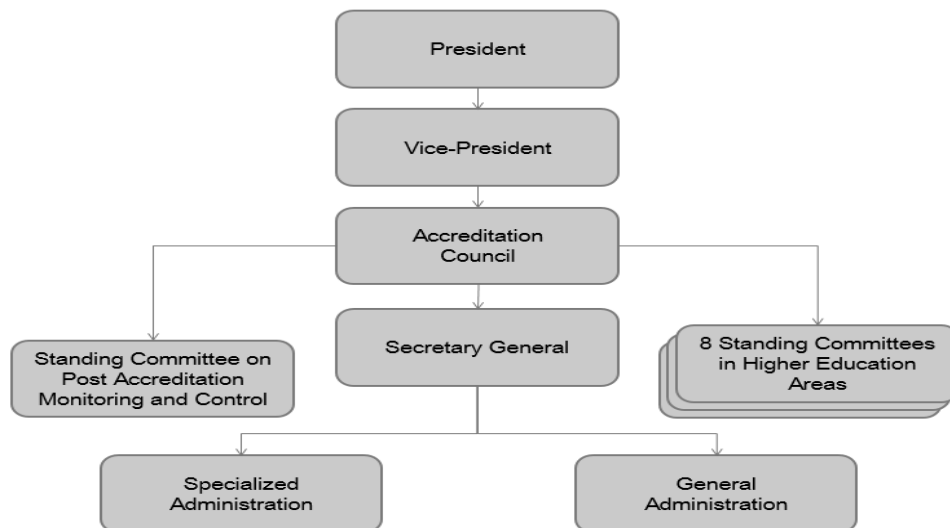 President
Vice-President
Accreditation
Council
Standing Committee on
Post Accreditation
Monitoring and Control
Secretary General
8 Standing Committees
in Higher Education
Areas
Specialized
Administration
General
Administration